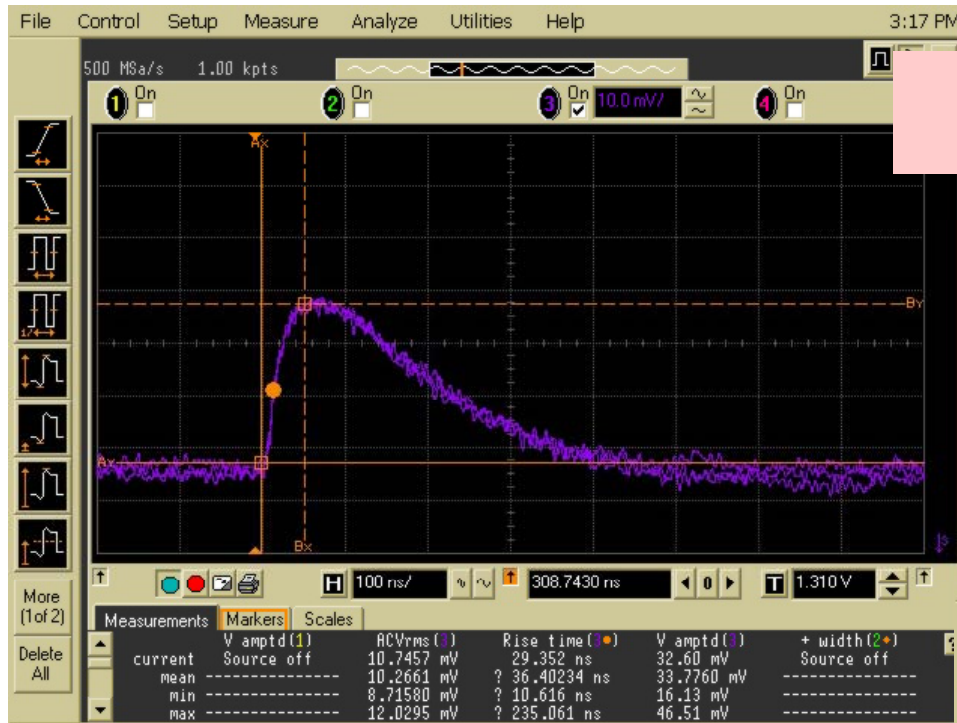 File Control Setup Measure Analyze Utilities Help 3:17 PM
500 MSa/s 1.00 kpts
1 On 2 On 3 On 10.0 mV/ 4 On
Ax
By
Ay
Bx
H 100 ns/ 308.7430 ns 0 T 1.310 V
More
(1of 2)
Delete
All
Measurements Markers Scales
V amptd(1) ACVrms(3) Rise time(3●) V amptd(3) + width(2◆)
current Source off 10.7457 mV 29.352 ns 32.60 mV Source off
mean --------------- 10.2661 mV ? 36.40234 ns 33.7760 mV ---------------
min --------------- 8.71580 mV ? 10.616 ns 16.13 mV ---------------
max --------------- 12.0295 mV ? 235.061 ns 46.51 mV ---------------